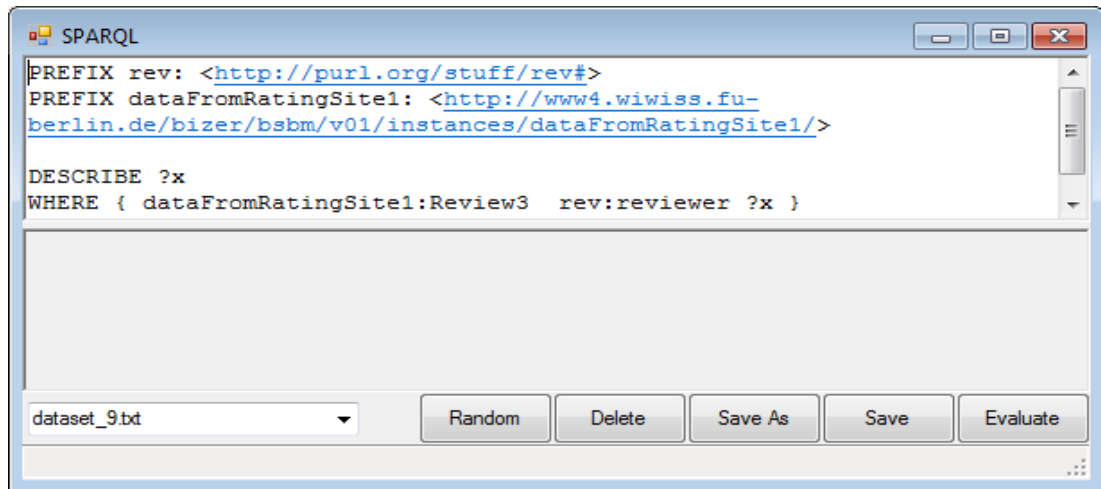 SPARQL
PREFIX rev: <http://purl.org/stuff/rev#>
PREFIX dataFromRatingSite1: <http://www4.wiwiss.fu-
berlin.de/bizer/bsbm/v01/instances/dataFromRatingSite1/>
DESCRIBE ?x
WHERE { dataFromRatingSite1:Review3  rev:reviewer ?x }
dataset_9.txt Random Delete Save As Save Evaluate